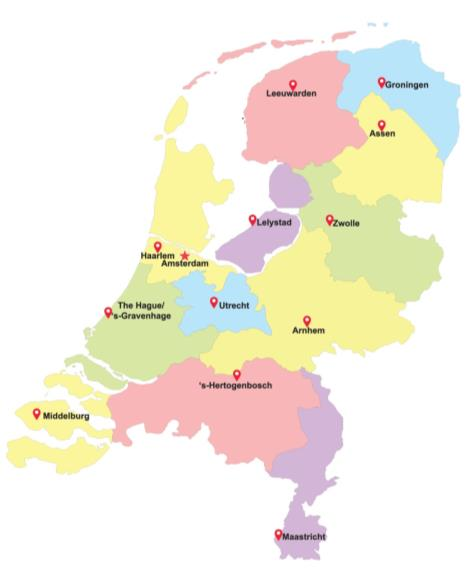 Groningen
Leeuwarden
Assen
Lelystad
Zwolle
Haarlem
Amsterdam
The Hague/
's-Gravenhage
Utrecht
Arnhem
's-Hertogenbosch
Middelburg
Maastricht